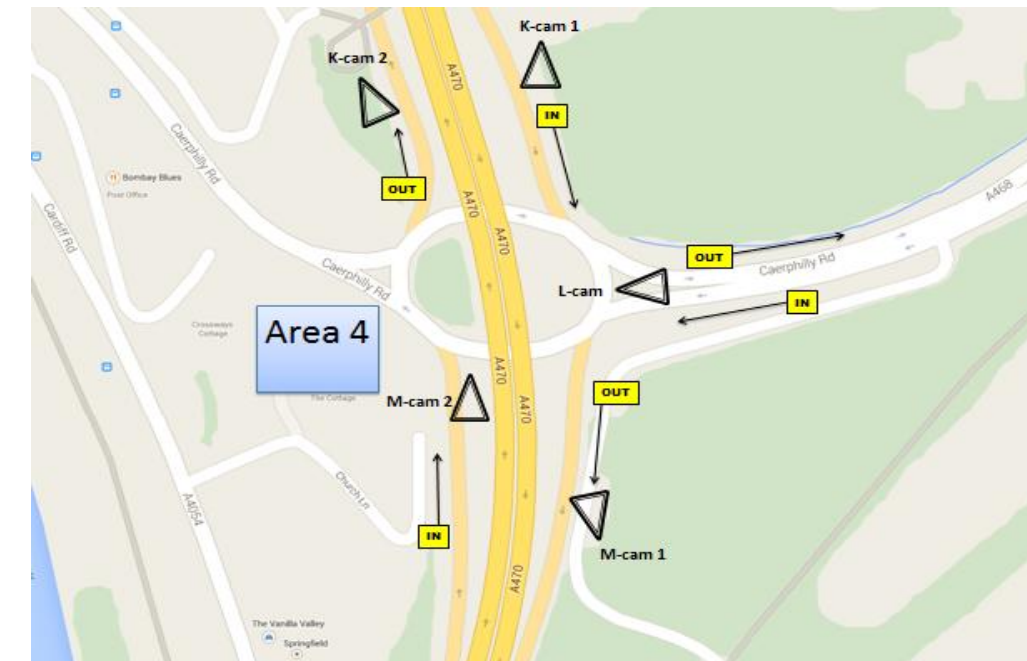 K-cam 1
K-cam 2
A470
A470
IN
Caerphilly Rd
OUT
Bombay Blues
Post Office
A470
A470
A468
Cardiff Rd
OUT
Caerphilly Rd
Caerphilly Rd
L-cam
IN
Crossways
Cottage
Area 4
A470
OUT
The Cottage
M-cam 2
A470
Church Ln
A4054
IN
M-cam 1
A470
The Vanilla Valley
Springfield